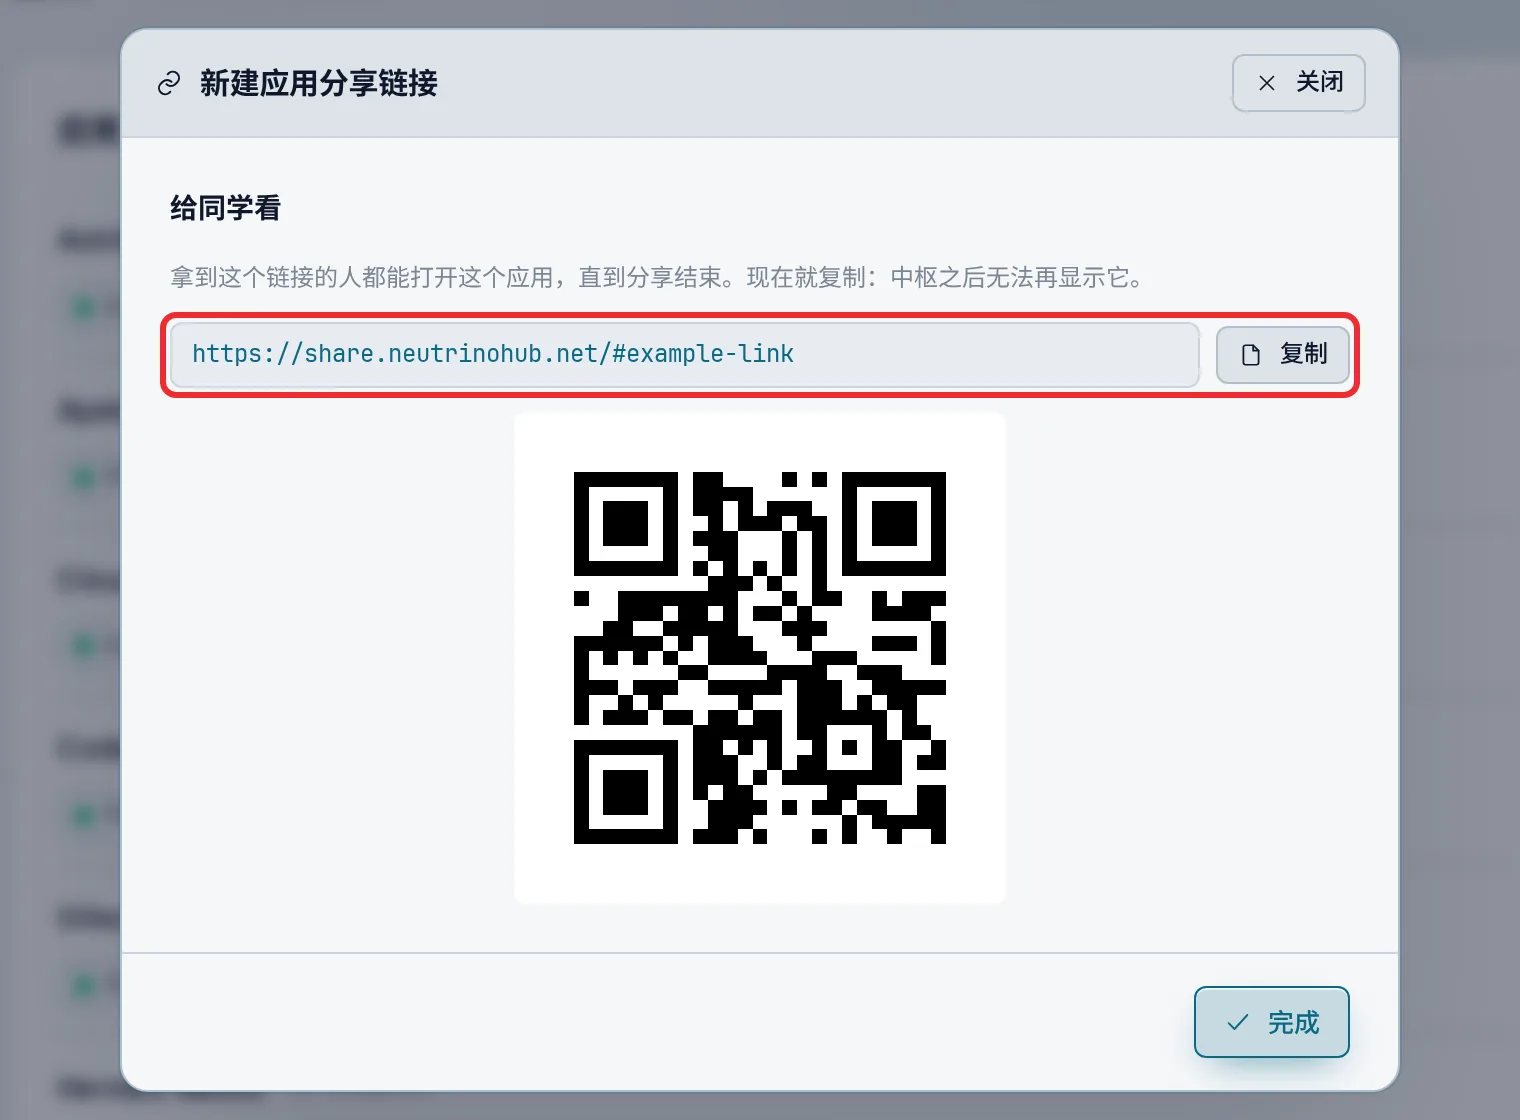 新建应用分享链接
关闭
给同学看
拿到这个链接的人都能打开这个应用，直到分享结束。现在就复制：中枢之后无法再显示它。
https://share.neutrinohub.net/#example-link
复制
完成